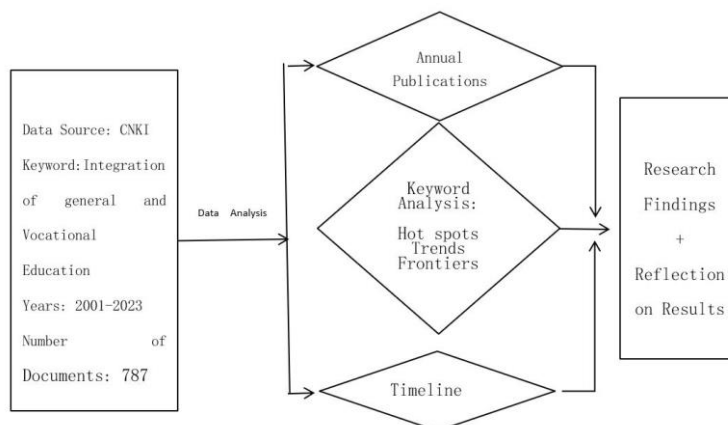 Data Source: CNKI
Keyword:Integration
of general and
Vocational
Education
Years: 2001-2023
Number of
Documents: 787
Data Analysis
Annual
Publications
Keyword
Analysis:
Hot spots
Trends
Frontiers
Timeline
Research
Findings
+
Reflection
on Results